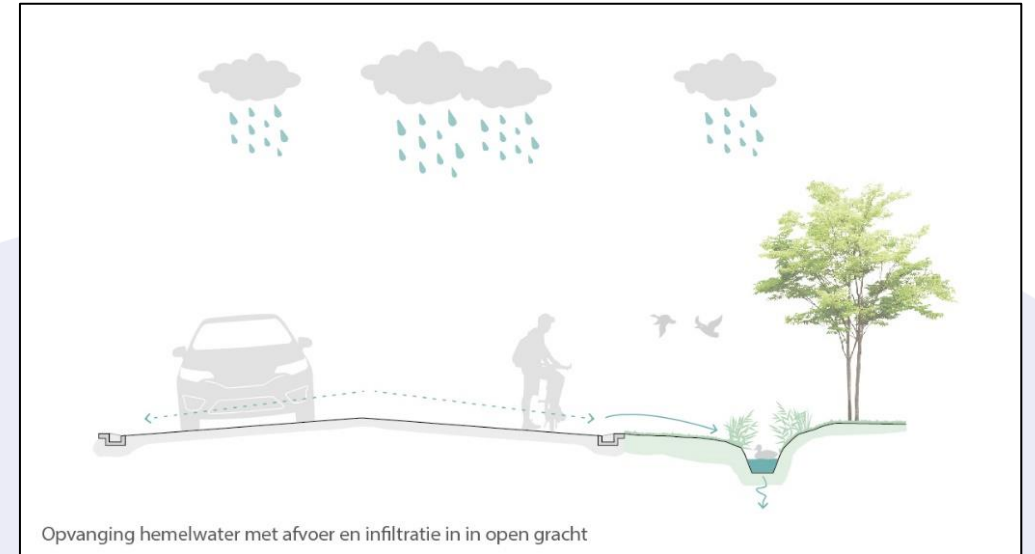 Opvanging hemelwater met afvoer en infiltratie in in open gracht